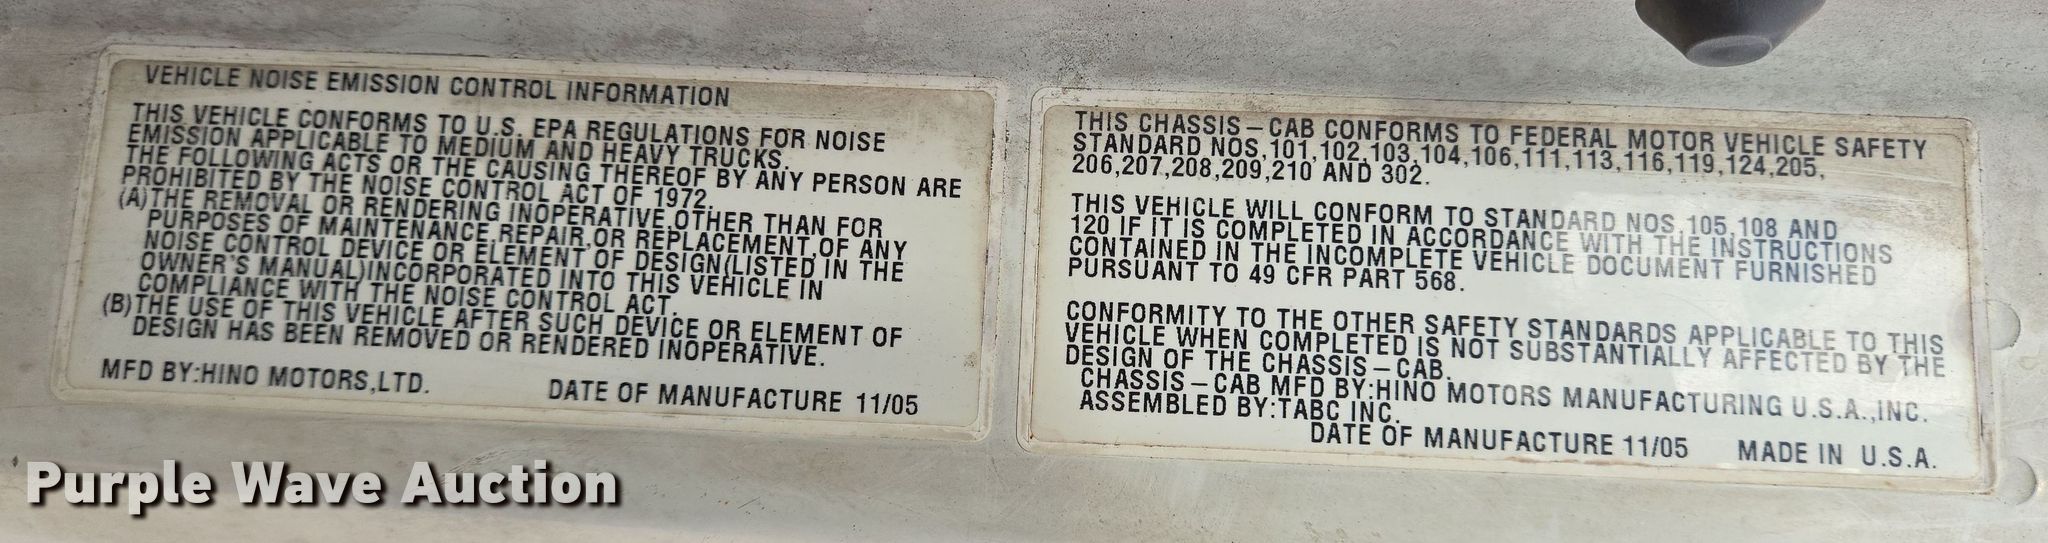 VEHICLE NOISE EMISSION CONTROL INFORMATION
THIS VEHICLE CONFORMS TO U.S. EPA REGULATIONS FOR NOISE
EMISSION APPLICABLE TO MEDIUM AND HEAVY TRUCKS.
THE FOLLOWING ACTS OR THE CAUSING THEREOF BY ANY PERSON ARE
PROHIBITED BY THE NOISE CONTROL ACT OF 1972.
(A)THE REMOVAL OR RENDERING INOPERATIVE,OTHER THAN FOR
PURPOSES OF MAINTENANCE,REPAIR,OR REPLACEMENT,OF ANY
NOISE CONTROL DEVICE OR ELEMENT OF DESIGN(LISTED IN THE
OWNER'S MANUAL)INCORPORATED INTO THIS VEHICLE IN
COMPLIANCE WITH THE NOISE CONTROL ACT.
(B)THE USE OF THIS VEHICLE AFTER SUCH DEVICE OR ELEMENT OF
DESIGN HAS BEEN REMOVED OR RENDERED INOPERATIVE.
MFD BY:HINO MOTORS,LTD. DATE OF MANUFACTURE 11/05
THIS CHASSIS-CAB CONFORMS TO FEDERAL MOTOR VEHICLE SAFETY
STANDARD NOS,101,102,103,104,106,111,113,116,119,124,205,
206,207,208,209,210 AND 302.
THIS VEHICLE WILL CONFORM TO STANDARD NOS,105,108 AND
120 IF IT IS COMPLETED IN ACCORDANCE WITH THE INSTRUCTIONS
CONTAINED IN THE INCOMPLETE VEHICLE DOCUMENT FURNISHED
PURSUANT TO 49 CFR PART 568.
CONFORMITY TO THE OTHER SAFETY STANDARDS APPLICABLE TO THIS
VEHICLE WHEN COMPLETED IS NOT SUBSTANTIALLY AFFECTED BY THE
DESIGN OF THE CHASSIS-CAB.
CHASSIS-CAB MFD BY:HINO MOTORS MANUFACTURING U.S.A.,INC.
ASSEMBLED BY:TABC INC.
DATE OF MANUFACTURE 11/05 MADE IN U.S.A.
Purple Wave Auction